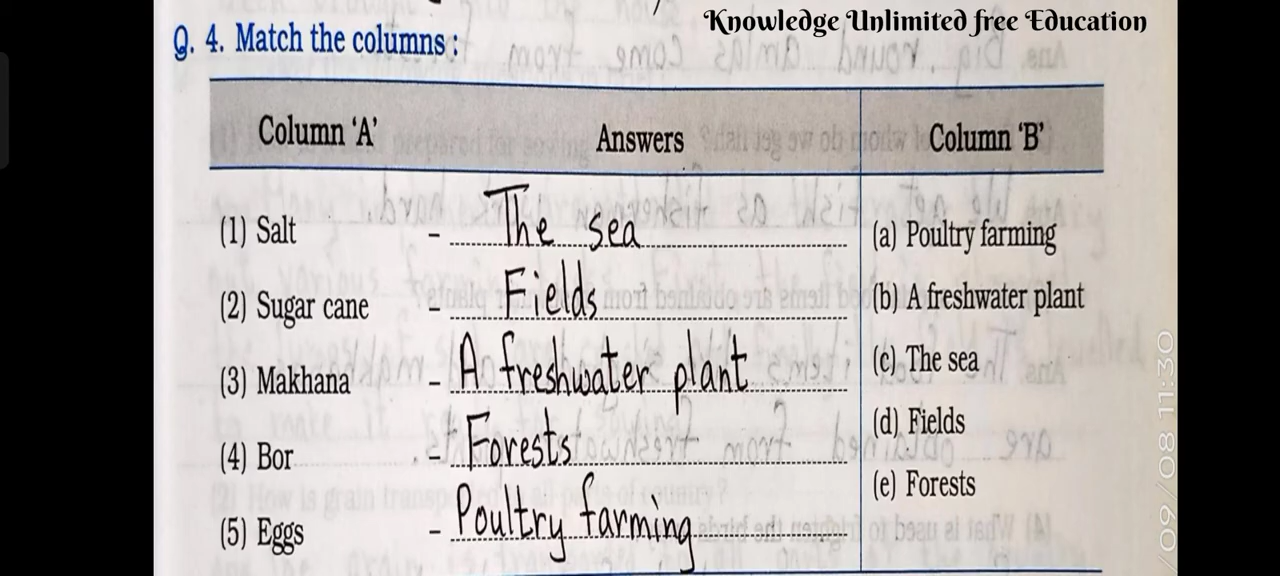 Knowledge Unlimited free Education
Q. 4. Match the columns :
Column 'A' Answers Column 'B'
(1) Salt - The sea (a) Poultry farming
(2) Sugar cane - Fields (b) A freshwater plant
(3) Makhana - A freshwater plant (c) The sea
(4) Bor - Forests (d) Fields
(5) Eggs - Poultry farming (e) Forests
09/08 11:30